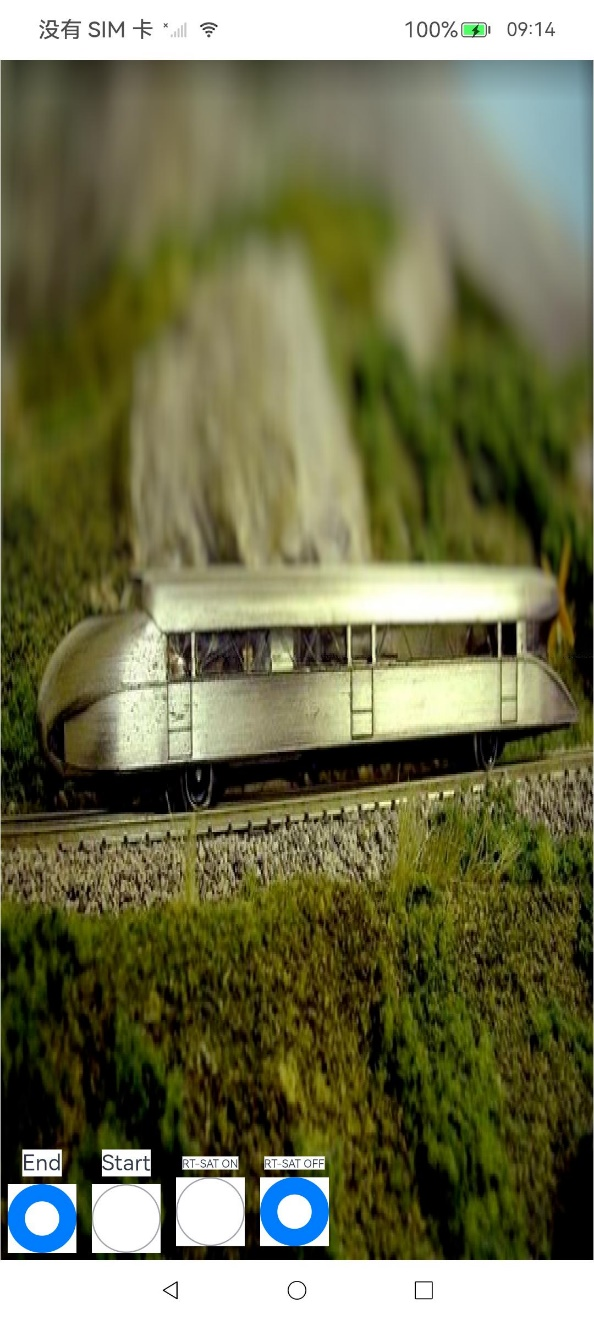 没有 SIM 卡 100% 09:14
End Start RT-SAT ON RT-SAT OFF